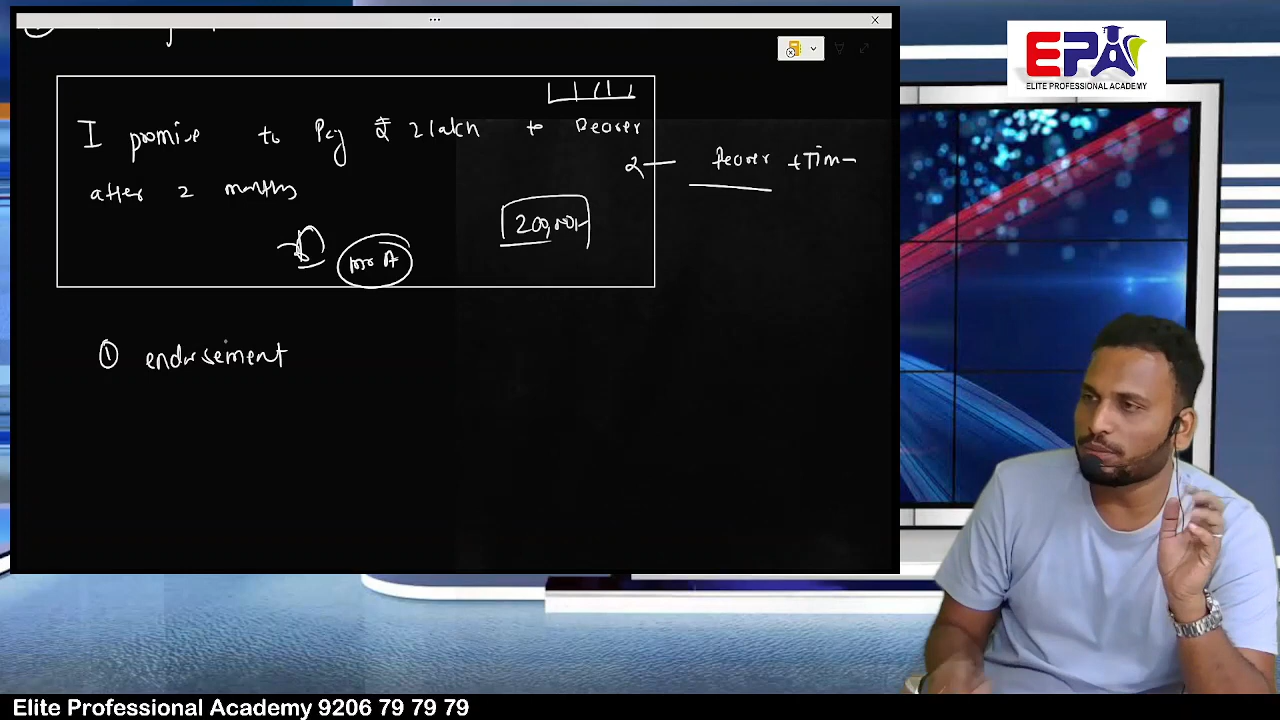 EPA
ELITE PROFESSIONAL ACADEMY
I promise to Pay ₹ 2 lakh to Bearer
after 2 months
200,000/-
2 — Bearer + Time
① endorsement
Elite Professional Academy 9206 79 79 79